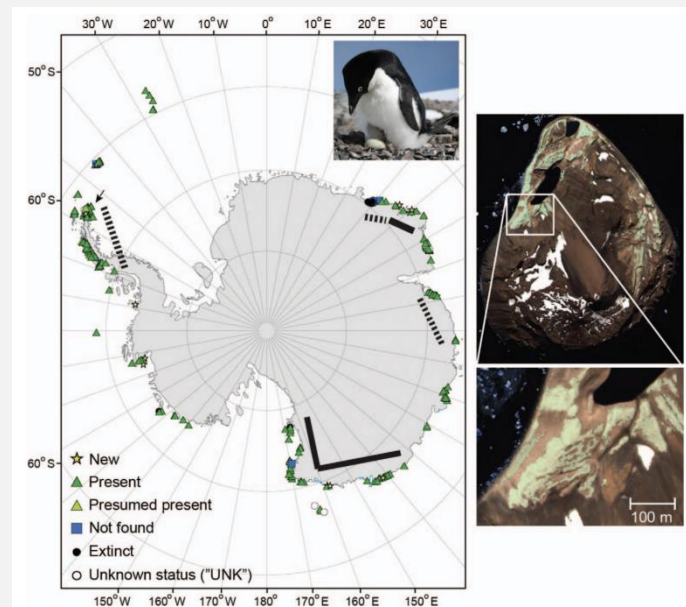 30°W 20°W 10°W 0° 10°E 20°E 30°E
50°S
60°S
60°S
New
Present
Presumed present
Not found
Extinct
Unknown status ("UNK")
150°W 160°W 170°W 180° 170°E 160°E 150°E
100 m